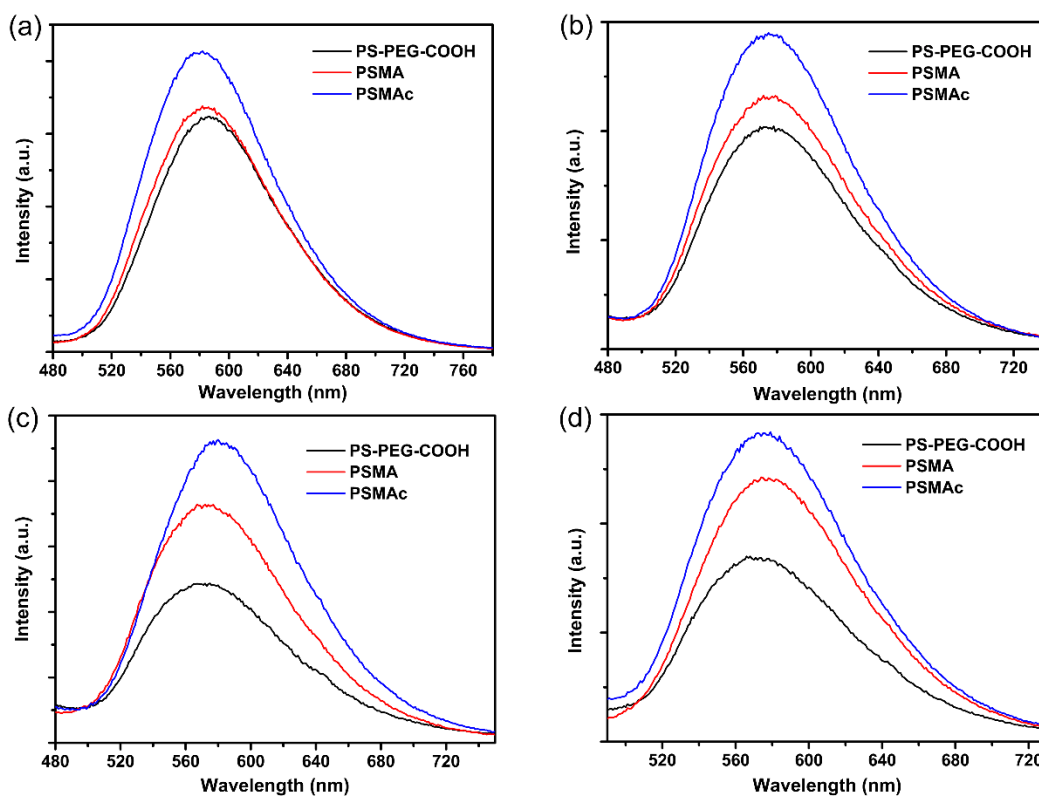 (a)
PS-PEG-COOH
PSMA
PSMAc
Intensity (a.u.)
480 520 560 600 640 680 720 760
Wavelength (nm)
(b)
PS-PEG-COOH
PSMA
PSMAc
Intensity (a.u.)
480 520 560 600 640 680 720
Wavelength (nm)
(c)
PS-PEG-COOH
PSMA
PSMAc
Intensity (a.u.)
480 520 560 600 640 680 720
Wavelength (nm)
(d)
PS-PEG-COOH
PSMA
PSMAc
Intensity (a.u.)
520 560 600 640 680 720
Wavelength (nm)